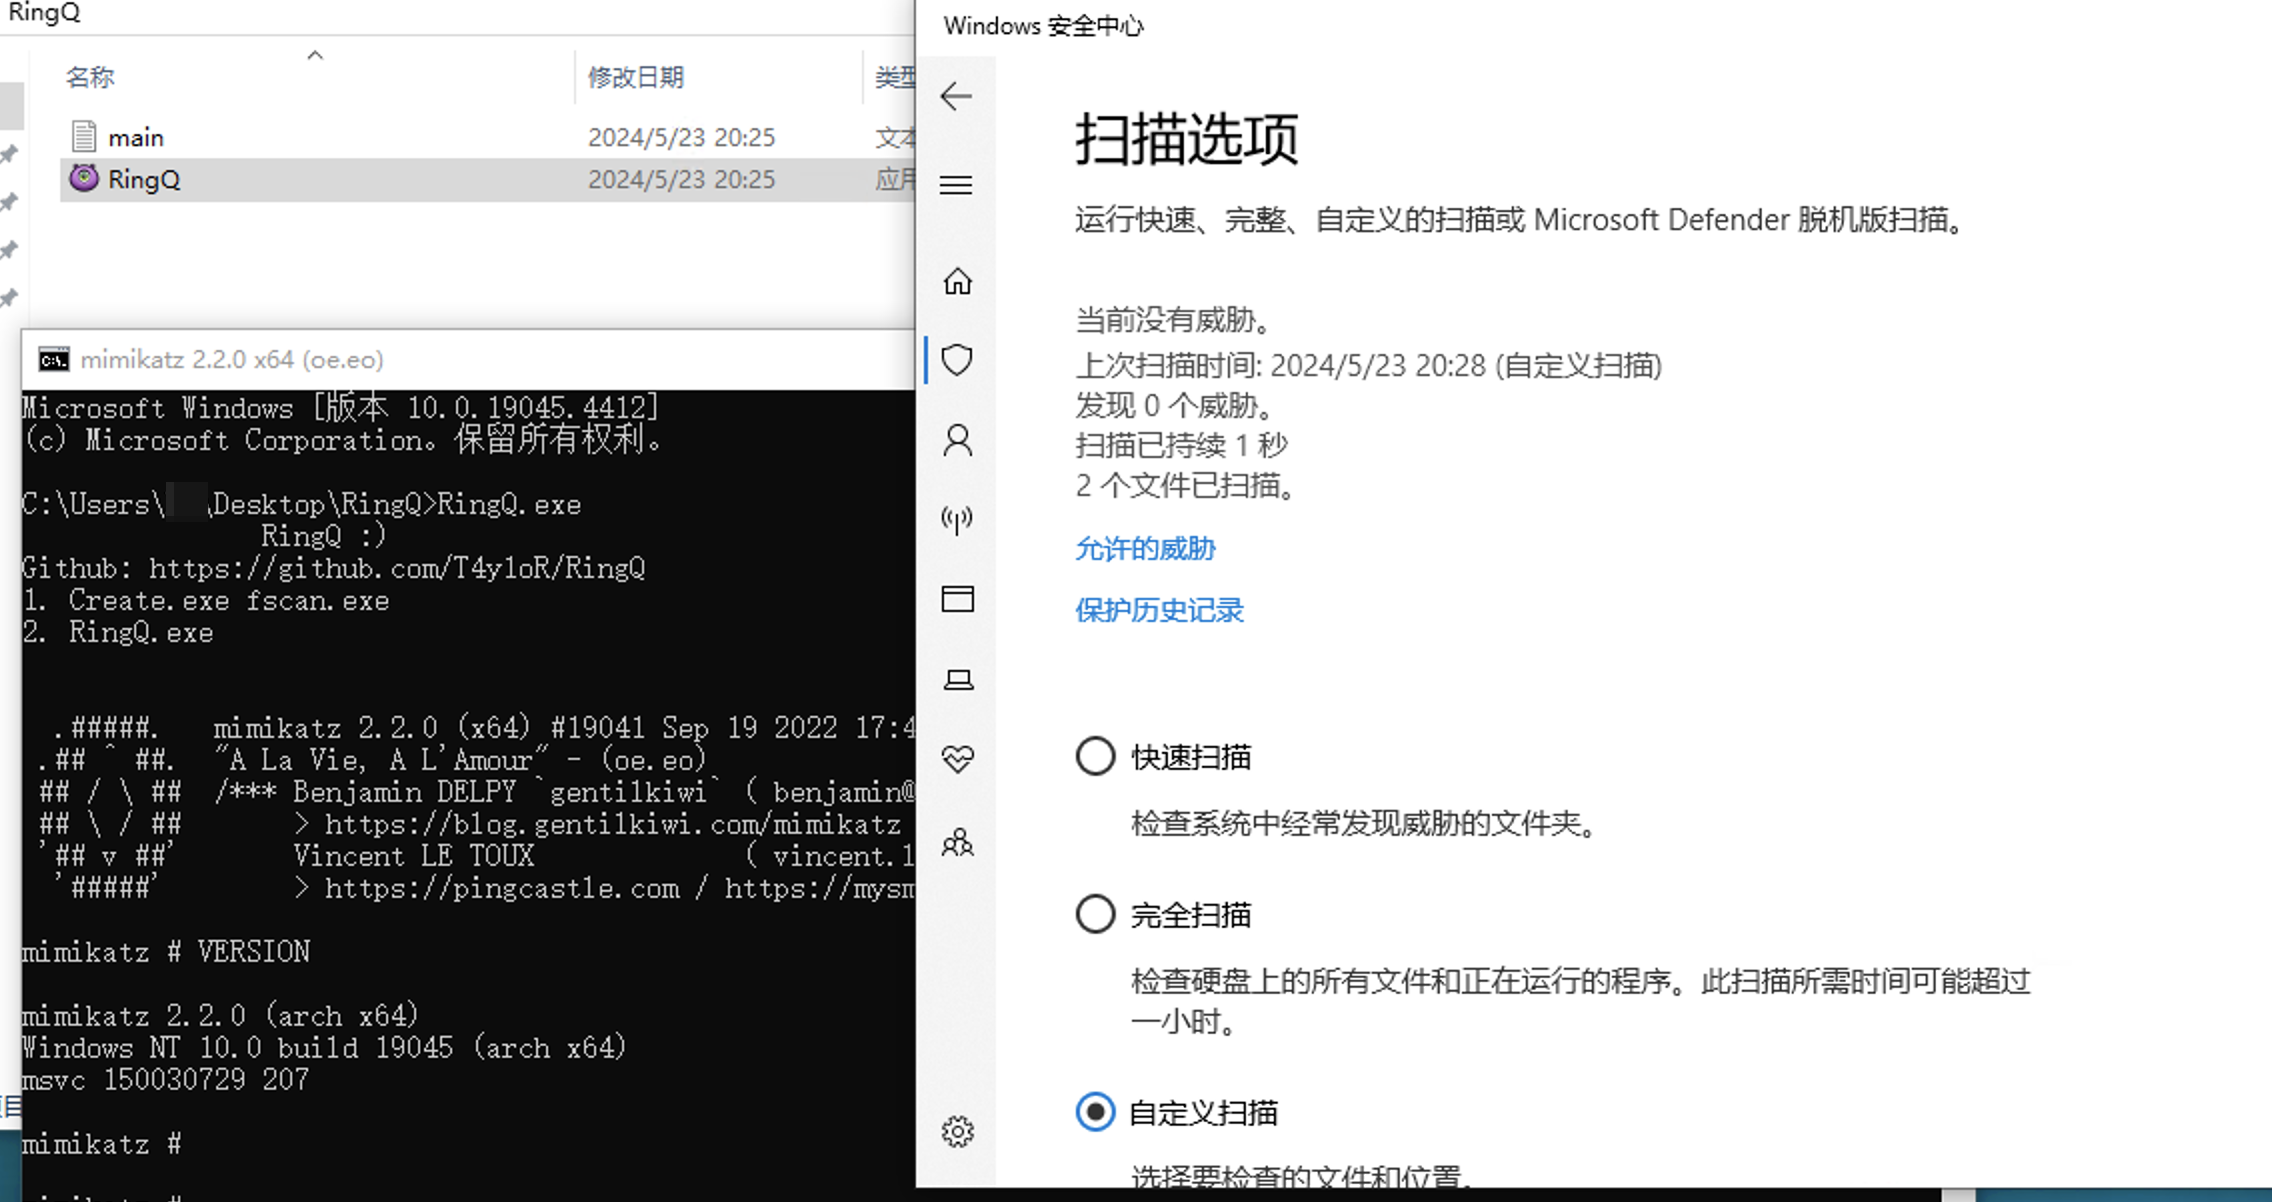 RingQ
名称
修改日期
类型
main
2024/5/23 20:25
文本
RingQ
2024/5/23 20:25
应用
mimikatz 2.2.0 x64 (oe.eo)
Microsoft Windows [版本 10.0.19045.4412]
(c) Microsoft Corporation。保留所有权利。
C:\Users\ \Desktop\RingQ>RingQ.exe
RingQ :)
Github: https://github.com/T4y1oR/RingQ
1. Create.exe fscan.exe
2. RingQ.exe
.#####.   mimikatz 2.2.0 (x64) #19041 Sep 19 2022 17:4
.## ^ ##.  "A La Vie, A L'Amour" - (oe.eo)
## / \ ##  /*** Benjamin DELPY `gentilkiwi` ( benjamin@
## \ / ##       > https://blog.gentilkiwi.com/mimikatz
'## v ##'       Vincent LE TOUX             ( vincent.l
'#####'        > https://pingcastle.com / https://mysm
mimikatz # VERSION
mimikatz 2.2.0 (arch x64)
Windows NT 10.0 build 19045 (arch x64)
msvc 150030729 207
mimikatz #
Windows 安全中心
扫描选项
运行快速、完整、自定义的扫描或 Microsoft Defender 脱机版扫描。
当前没有威胁。
上次扫描时间: 2024/5/23 20:28 (自定义扫描)
发现 0 个威胁。
扫描已持续 1 秒
2 个文件已扫描。
允许的威胁
保护历史记录
快速扫描
检查系统中经常发现威胁的文件夹。
完全扫描
检查硬盘上的所有文件和正在运行的程序。此扫描所需时间可能超过
一小时。
自定义扫描
选择要检查的文件和位置。